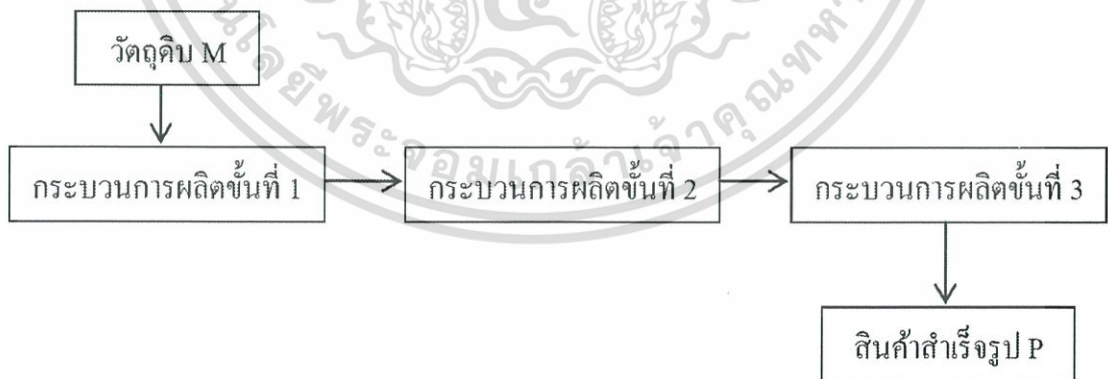 วัตถุดิบ M
กระบวนการผลิตขั้นที่ 1
กระบวนการผลิตขั้นที่ 2
กระบวนการผลิตขั้นที่ 3
สินค้าสำเร็จรูป P